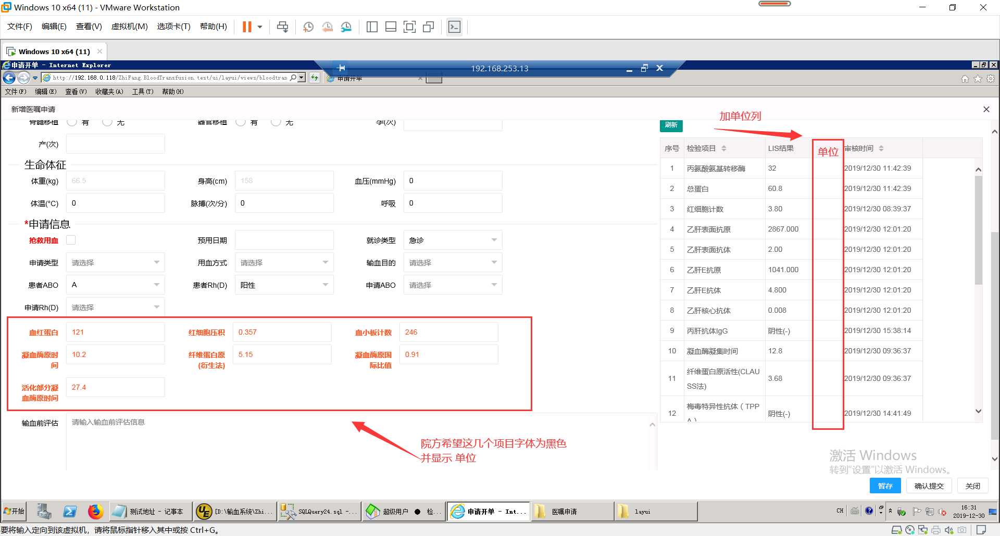 Windows 10 x64 (11) - VMware Workstation
文件(F) 编辑(E) 查看(V) 虚拟机(M) 选项卡(T) 帮助(H)
Windows 10 x64 (11)
申请开单 - Internet Explorer
192.168.253.13
http://192.168.0.118/ZhiFang.BloodTransfusion.test/ui/layui/views/bloodtran
申请开单
文件(F) 编辑(E) 查看(V) 收藏夹(A) 工具(T) 帮助(H)
新增医嘱申请
骨髓移植 有 无 器官移植 有 无 孕(次)
产(次)
生命体征
体重(kg) 66.5 身高(cm) 158 血压(mmHg) 0
体温(°C) 0 脉搏(次/分) 0 呼吸 0
*申请信息
抢救用血 预用日期 就诊类型 急诊
申请类型 请选择 用血方式 请选择 输血目的 请选择
患者ABO A 患者Rh(D) 阳性 申请ABO 请选择
申请Rh(D) 请选择
血红蛋白 121 红细胞压积 0.357 血小板计数 246
凝血酶原时间 10.2 纤维蛋白原(衍生法) 5.15 凝血酶原国际比值 0.91
活化部分凝血酶原时间 27.4
输血前评估 请输入输血前评估信息
院方希望这几个项目字体为黑色
并显示 单位
加单位列
刷新
序号 检验项目 LIS结果 单位 审核时间
1 丙氨酸氨基转移酶 32 2019/12/30 11:42:39
2 总蛋白 60.8 2019/12/30 11:42:39
3 红细胞计数 3.80 2019/12/30 08:39:37
4 乙肝表面抗原 2867.000 2019/12/30 12:01:20
5 乙肝表面抗体 2.00 2019/12/30 12:01:20
6 乙肝E抗原 1041.000 2019/12/30 12:01:20
7 乙肝E抗体 4.800 2019/12/30 12:01:20
8 乙肝核心抗体 0.008 2019/12/30 12:01:20
9 丙肝抗体IgG 阴性(-) 2019/12/30 15:38:14
10 凝血酶凝集时间 12.8 2019/12/30 09:36:37
11 纤维蛋白原活性(CLAUSS法) 3.68 2019/12/30 09:36:37
12 梅毒特异性抗体（TPPA） 阴性(-) 2019/12/30 14:41:49
激活 Windows
转到“设置”以激活 Windows。
暂存 确认提交 关闭
开始 测试地址 - 记事本 [D:\输血系统\Zhi... SQLQuery24.sql -... 超级用户 ● 检... 申请开单 - Int... 医嘱申请 layui CH 16:31
2019-12-30
要将输入定向到该虚拟机，请将鼠标指针移入其中或按 Ctrl+G。